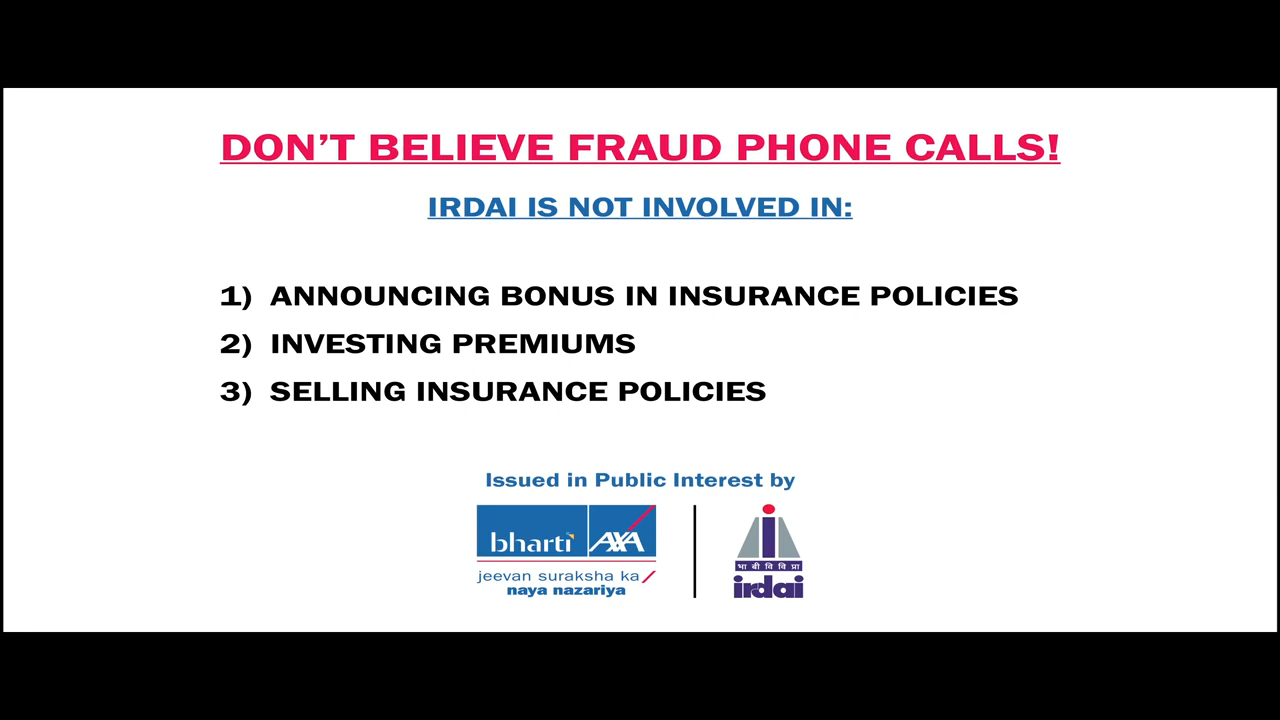 DON'T BELIEVE FRAUD PHONE CALLS!
IRDAI IS NOT INVOLVED IN:
1) ANNOUNCING BONUS IN INSURANCE POLICIES
2) INVESTING PREMIUMS
3) SELLING INSURANCE POLICIES
Issued in Public Interest by
bharti AXA
jeevan suraksha ka
naya nazariya
भा बी वि वि प्रा
irdai